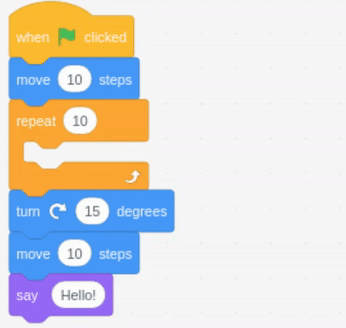 when clicked
move 10 steps
repeat 10
turn 15 degrees
move 10 steps
say Hello!